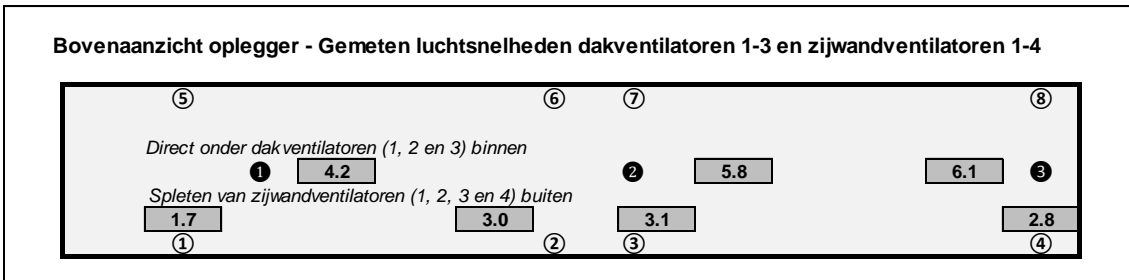 Bovenaanzicht oplegger - Gemeten luchtsnelheden dakventilatoren 1-3 en zijwandventilatoren 1-4
⑤ ⑥ ⑦ ⑧
Direct onder dakventilatoren (1, 2 en 3) binnen
❶ 4.2 ❷ 5.8 6.1 ❸
Spleten van zijwandventilatoren (1, 2, 3 en 4) buiten
1.7 3.0 3.1 2.8
① ② ③ ④